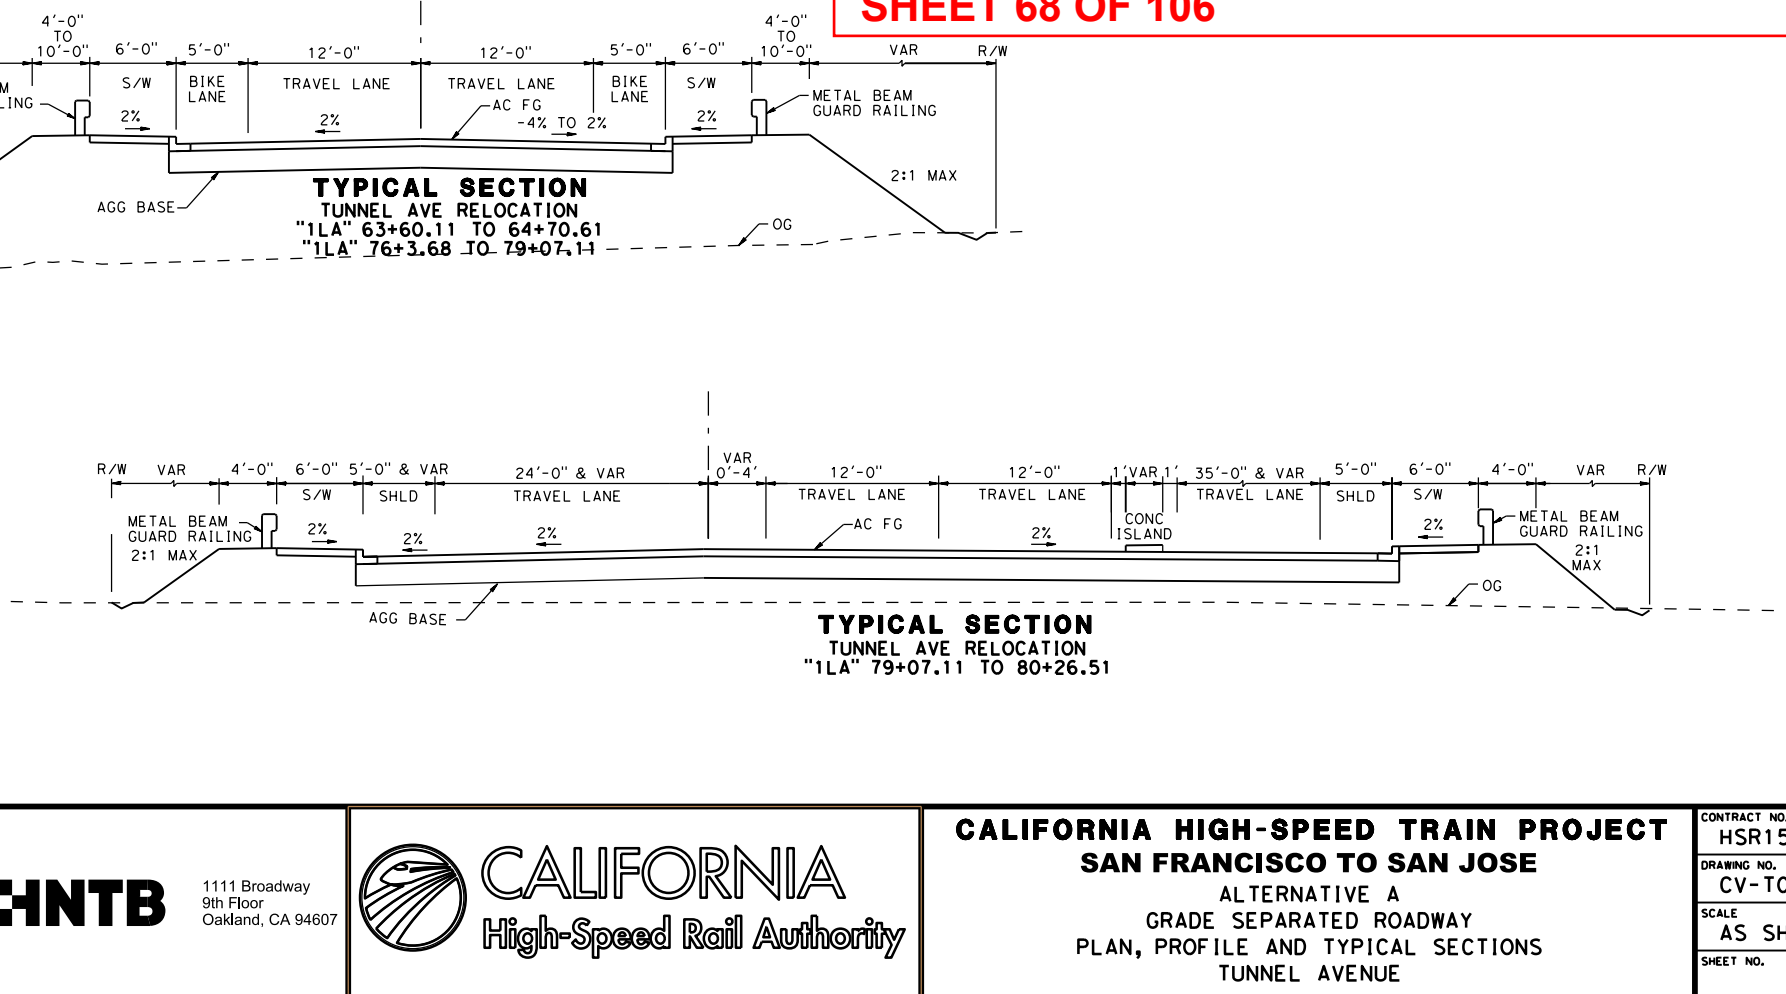 SHEET 68 OF 106
4'-0" TO 10'-0" 6'-0" 5'-0" 12'-0" 12'-0" 5'-0" 6'-0" 4'-0" TO 10'-0" VAR R/W
S/W BIKE LANE TRAVEL LANE TRAVEL LANE BIKE LANE S/W
METAL BEAM
GUARD RAILING
2% 2% AC FG -4% TO 2% 2%
2:1 MAX
AGG BASE
OG
TYPICAL SECTION
TUNNEL AVE RELOCATION
"1LA" 63+60.11 TO 64+70.61
"1LA" 76+3.68 TO 79+07.11
R/W VAR 4'-0" 6'-0" 5'-0" & VAR 24'-0" & VAR VAR 0'-4' 12'-0" 12'-0" 1' VAR 1' 35'-0" & VAR 5'-0" 6'-0" 4'-0" VAR R/W
S/W SHLD TRAVEL LANE TRAVEL LANE TRAVEL LANE TRAVEL LANE SHLD S/W
METAL BEAM
GUARD RAILING
2:1 MAX
2% 2% 2% AC FG 2% CONC ISLAND 2%
METAL BEAM
GUARD RAILING
2:1
MAX
AGG BASE
OG
TYPICAL SECTION
TUNNEL AVE RELOCATION
"1LA" 79+07.11 TO 80+26.51
HNTB
1111 Broadway
9th Floor
Oakland, CA 94607
CALIFORNIA
High-Speed Rail Authority
CALIFORNIA HIGH-SPEED TRAIN PROJECT
SAN FRANCISCO TO SAN JOSE
ALTERNATIVE A
GRADE SEPARATED ROADWAY
PLAN, PROFILE AND TYPICAL SECTIONS
TUNNEL AVENUE
CONTRACT NO.
HSR15
DRAWING NO.
CV-TO
SCALE
AS SH
SHEET NO.